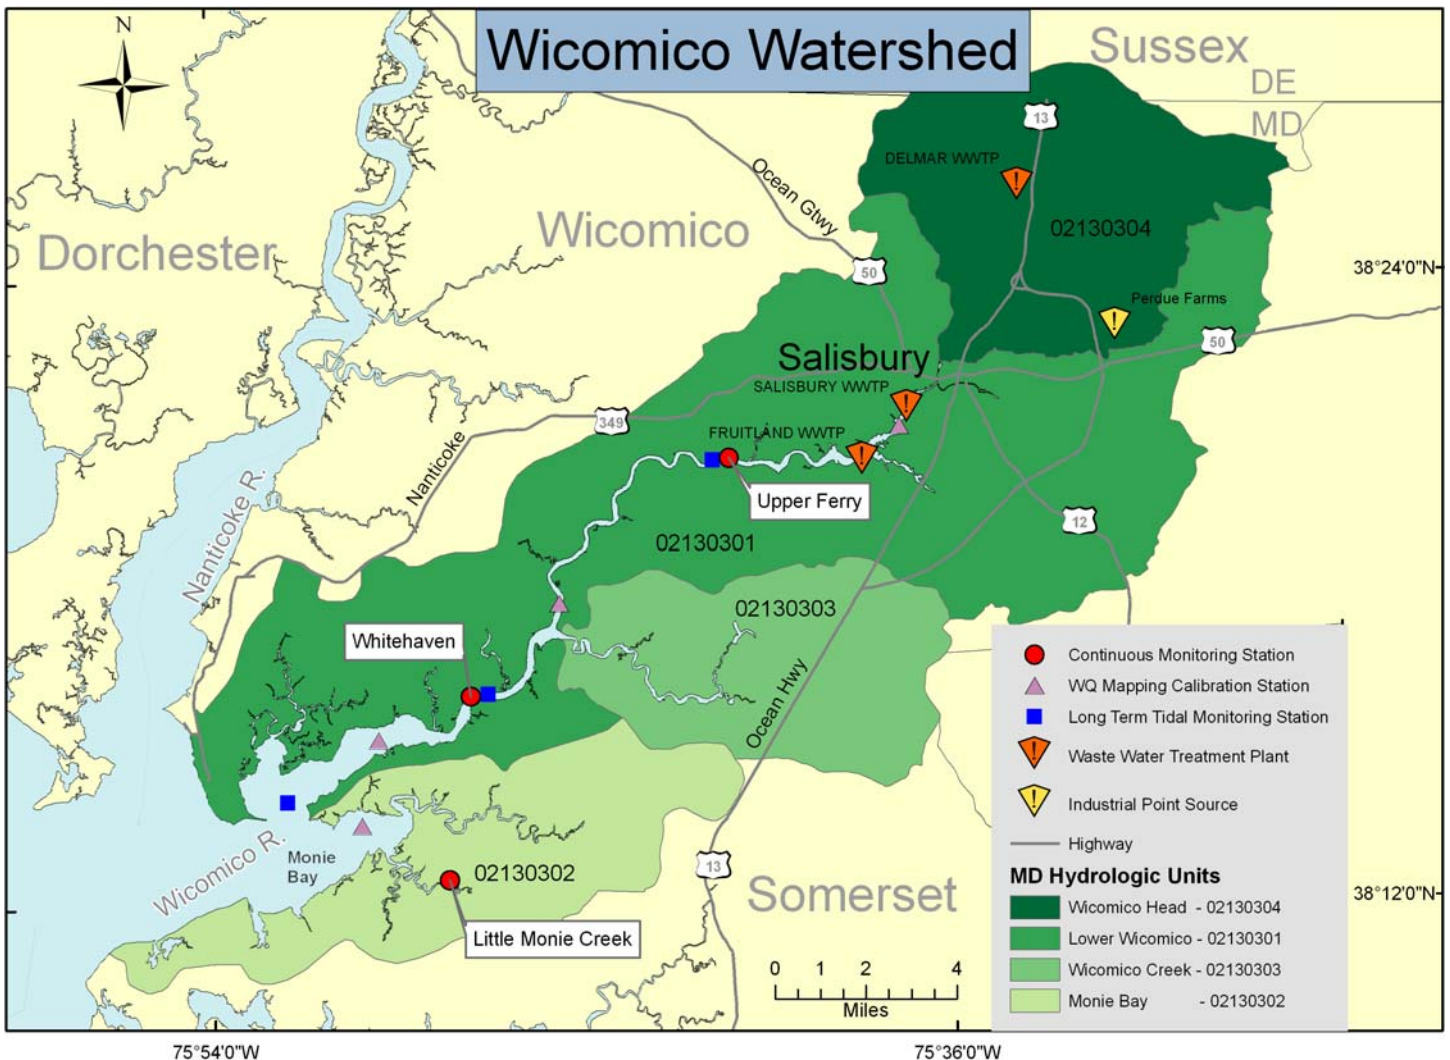 Wicomico Watershed
N
Sussex
DE
MD
13
DELMAR WWTP
Ocean Gtwy
Wicomico
Dorchester
02130304
50
38°24'0"N
Perdue Farms
50
Salisbury
SALISBURY WWTP
349
FRUITLAND WWTP
Nanticoke
Upper Ferry
Nanticoke R.
12
02130301
02130303
Whitehaven
Ocean Hwy
Wicomico R.
Monie
Bay
02130302
13
Somerset
38°12'0"N
Little Monie Creek
0 1 2 4
Miles
Continuous Monitoring Station
WQ Mapping Calibration Station
Long Term Tidal Monitoring Station
! Waste Water Treatment Plant
! Industrial Point Source
Highway
MD Hydrologic Units
Wicomico Head - 02130304
Lower Wicomico - 02130301
Wicomico Creek - 02130303
Monie Bay - 02130302
75°54'0"W
75°36'0"W